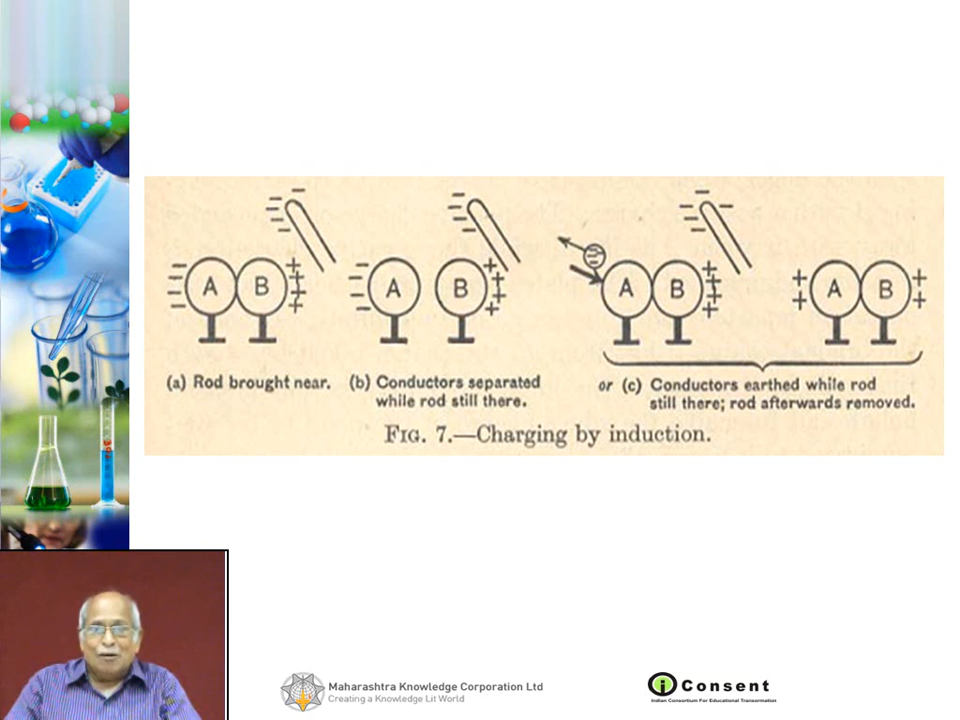 A B
A B
A B
A B
(a) Rod brought near.
(b) Conductors separated
while rod still there.
or (c) Conductors earthed while rod
still there; rod afterwards removed.
FIG. 7.—Charging by induction.
Maharashtra Knowledge Corporation Ltd
Creating a Knowledge Lit World
i Consent
Indian Consortium For Educational Transormation